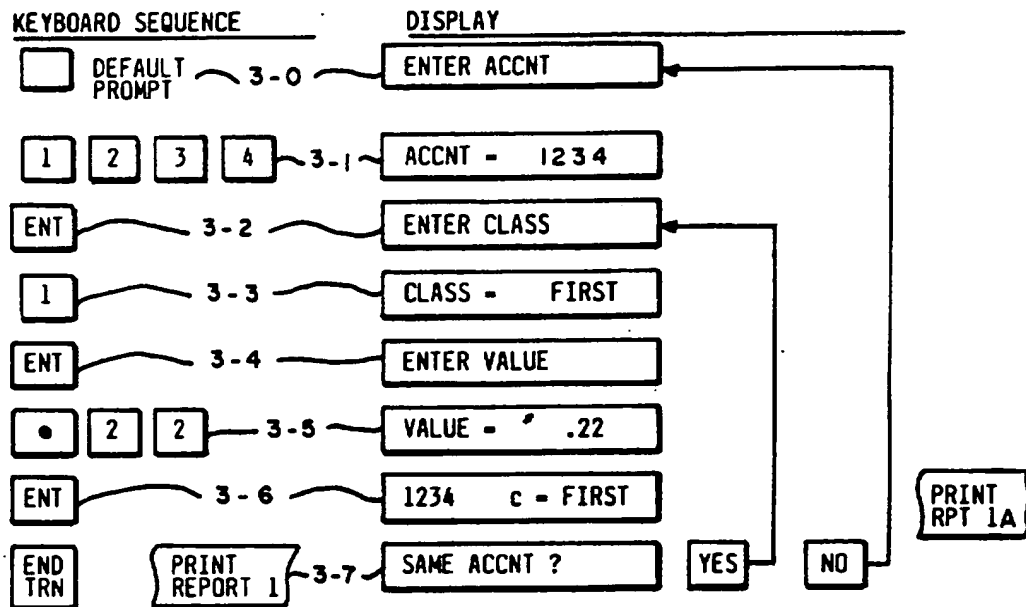 KEYBOARD SEQUENCE DISPLAY
DEFAULT
PROMPT 3-0 ENTER ACCNT
1 2 3 4 3-1 ACCNT = 1234
ENT 3-2 ENTER CLASS
1 3-3 CLASS = FIRST
ENT 3-4 ENTER VALUE
• 2 2 3-5 VALUE = .22
ENT 3-6 1234 c = FIRST
PRINT
RPT 1A
END
TRN
PRINT
REPORT 1
3-7 SAME ACCNT ? YES NO